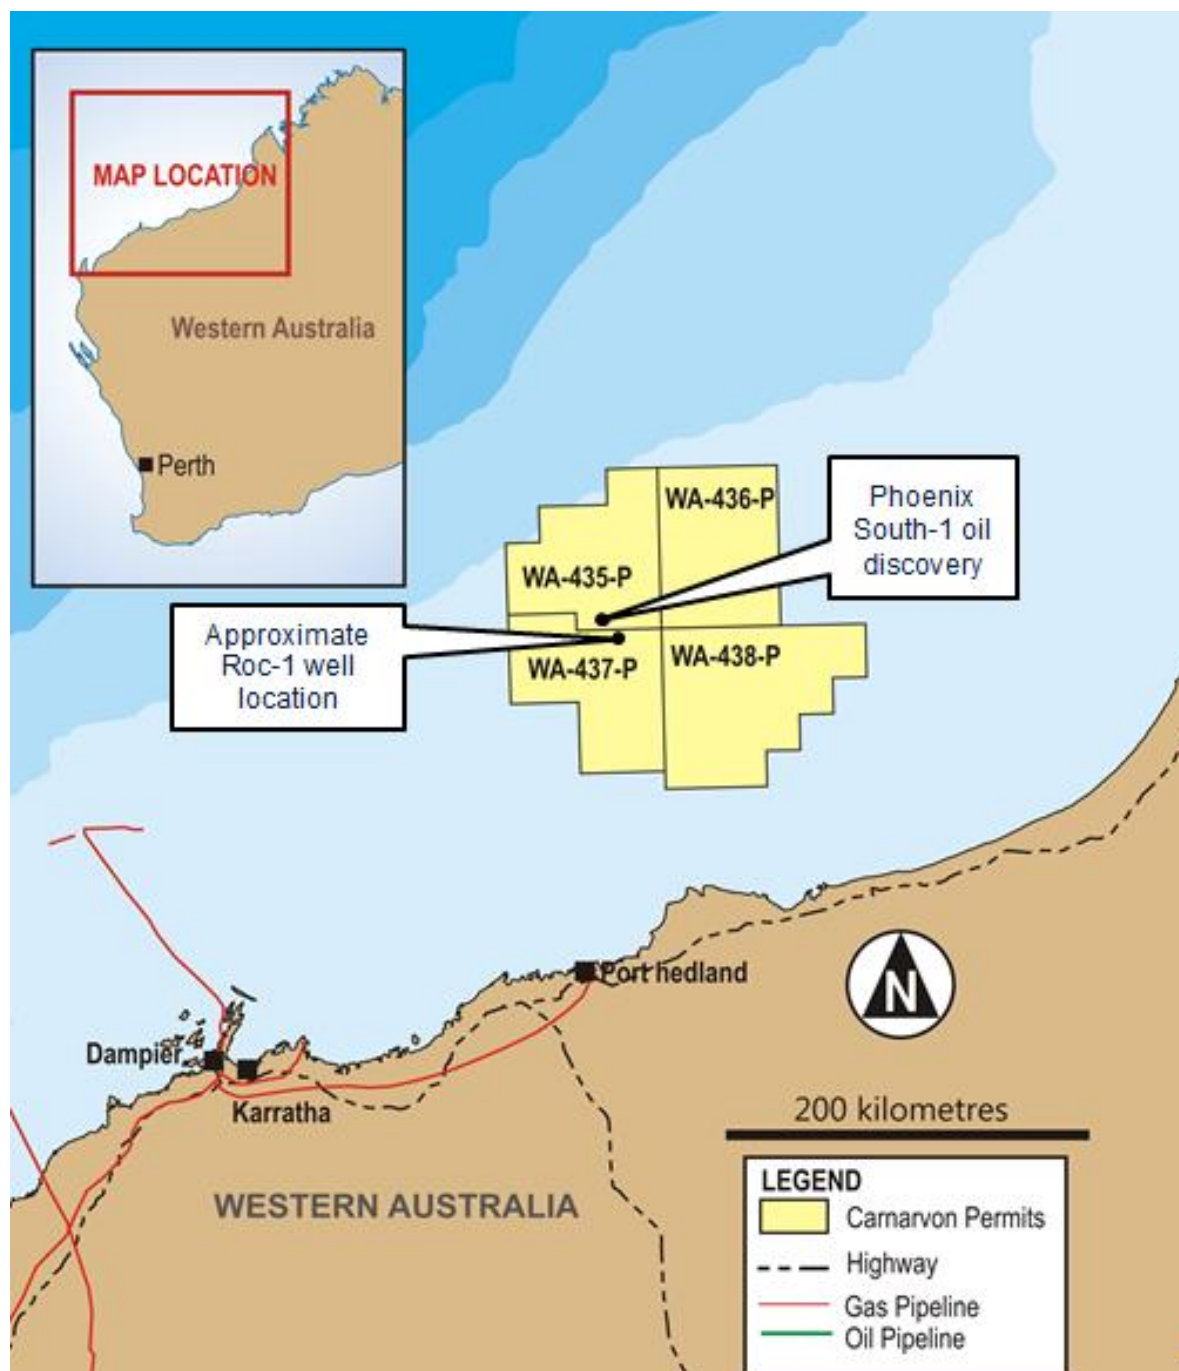 MAP LOCATION
Western Australia
Perth
WA-436-P
Phoenix
South-1 oil
discovery
WA-435-P
Approximate
Roc-1 well
location
WA-437-P
WA-438-P
Port hedland
N
Dampier
Karratha
200 kilometres
WESTERN AUSTRALIA
LEGEND
Carnarvon Permits
Highway
Gas Pipeline
Oil Pipeline